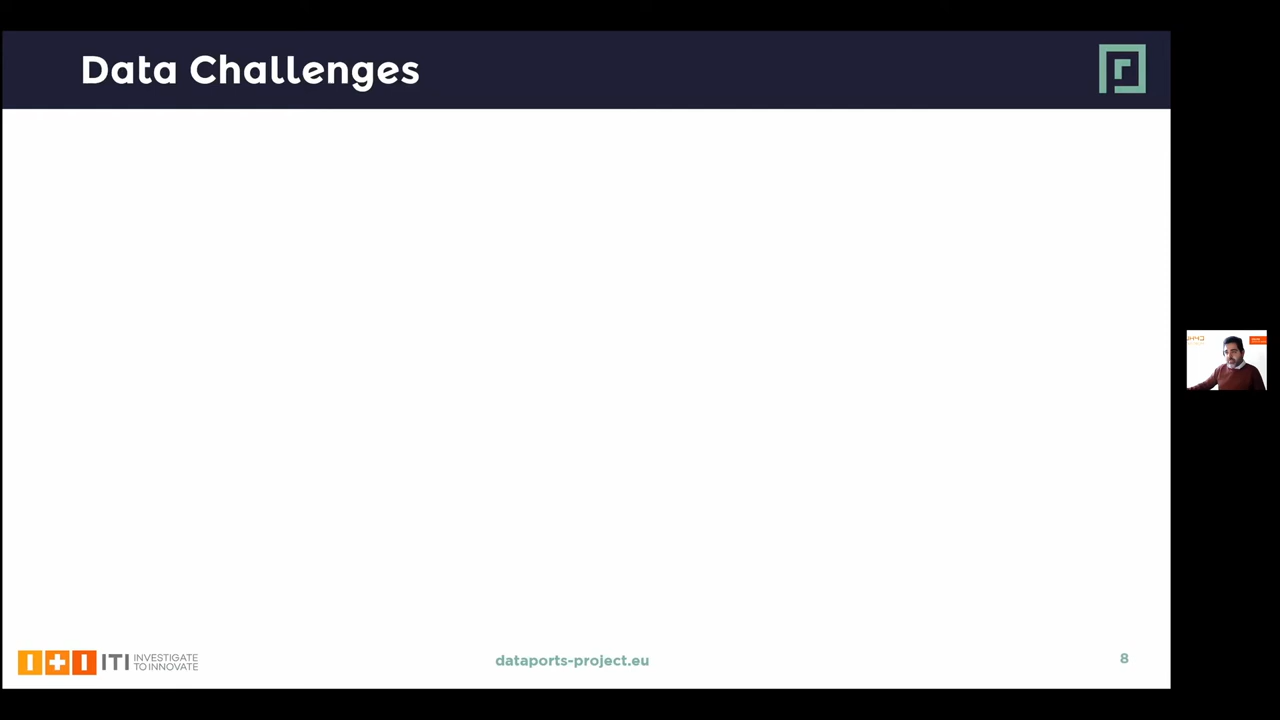 Data Challenges
ITI INVESTIGATE
TO INNOVATE
dataports-project.eu
8